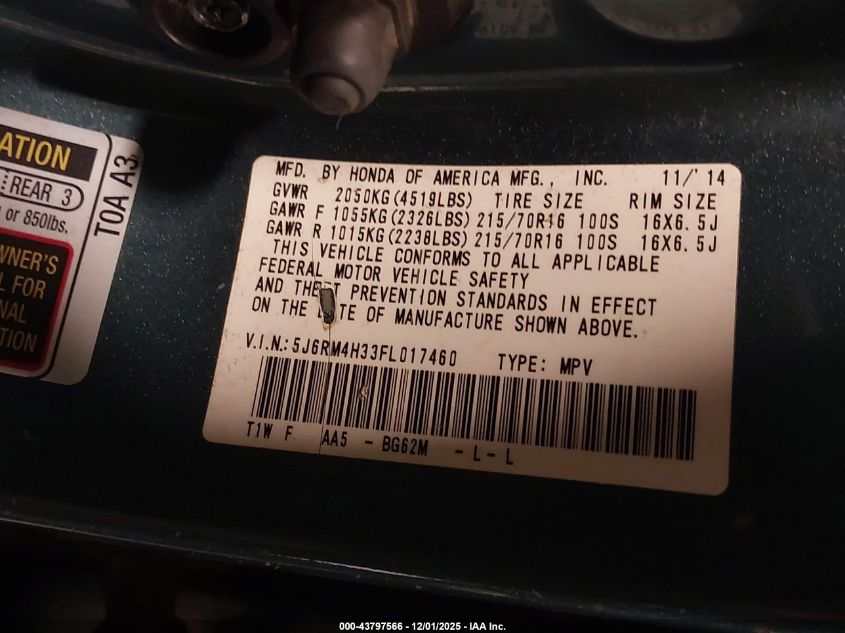 ATION
REAR 3
or 850lbs.
T0A A3
OWNER'S
L FOR
NAL
TION
MFD. BY HONDA OF AMERICA MFG., INC. 11/'14
GVWR 2050KG(4519LBS) TIRE SIZE RIM SIZE
GAWR F 1055KG(2326LBS) 215/70R16 100S 16X6.5J
GAWR R 1015KG(2238LBS) 215/70R16 100S 16X6.5J
THIS VEHICLE CONFORMS TO ALL APPLICABLE
FEDERAL MOTOR VEHICLE SAFETY
AND THEFT PREVENTION STANDARDS IN EFFECT
ON THE DATE OF MANUFACTURE SHOWN ABOVE.
V.I.N.:5J6RM4H33FL017460 TYPE: MPV
T1W F AA5 - BG62M - L - L
000-43797566 - 12/01/2025 - IAA Inc.